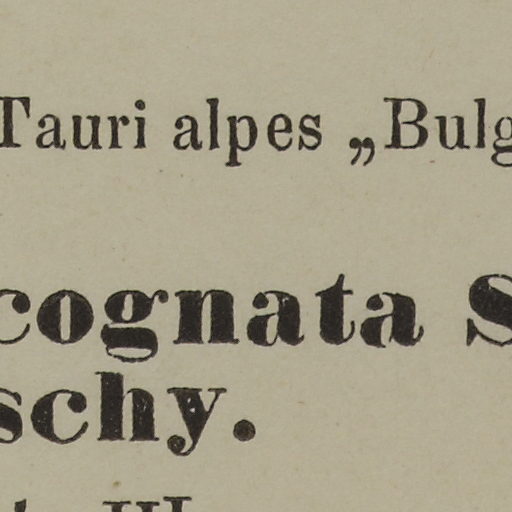 Tauri alpes „Bulg
cognata S
schy.